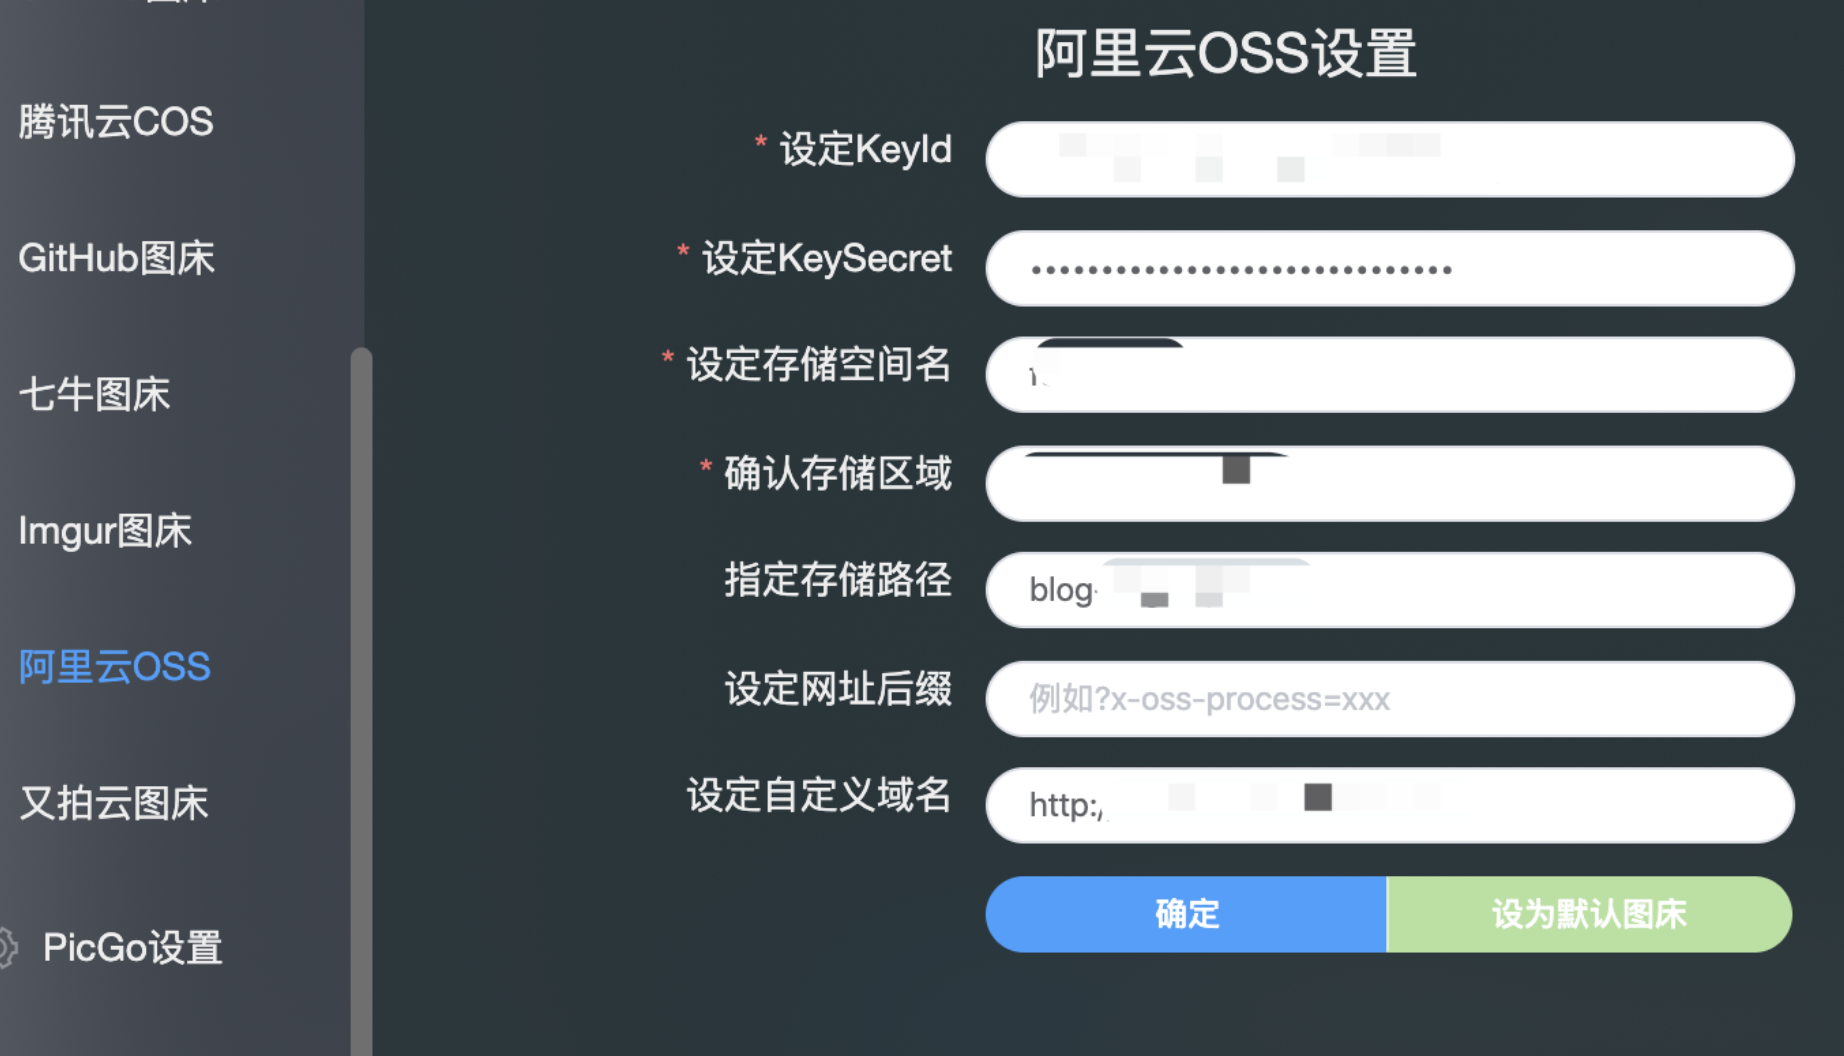 腾讯云COS
GitHub图床
七牛图床
Imgur图床
阿里云OSS
又拍云图床
PicGo设置
阿里云OSS设置
* 设定KeyId
* 设定KeySecret ••••••••••••••••••••••••••••••
* 设定存储空间名
* 确认存储区域
指定存储路径 blog
设定网址后缀 例如?x-oss-process=xxx
设定自定义域名 http:/
确定 设为默认图床